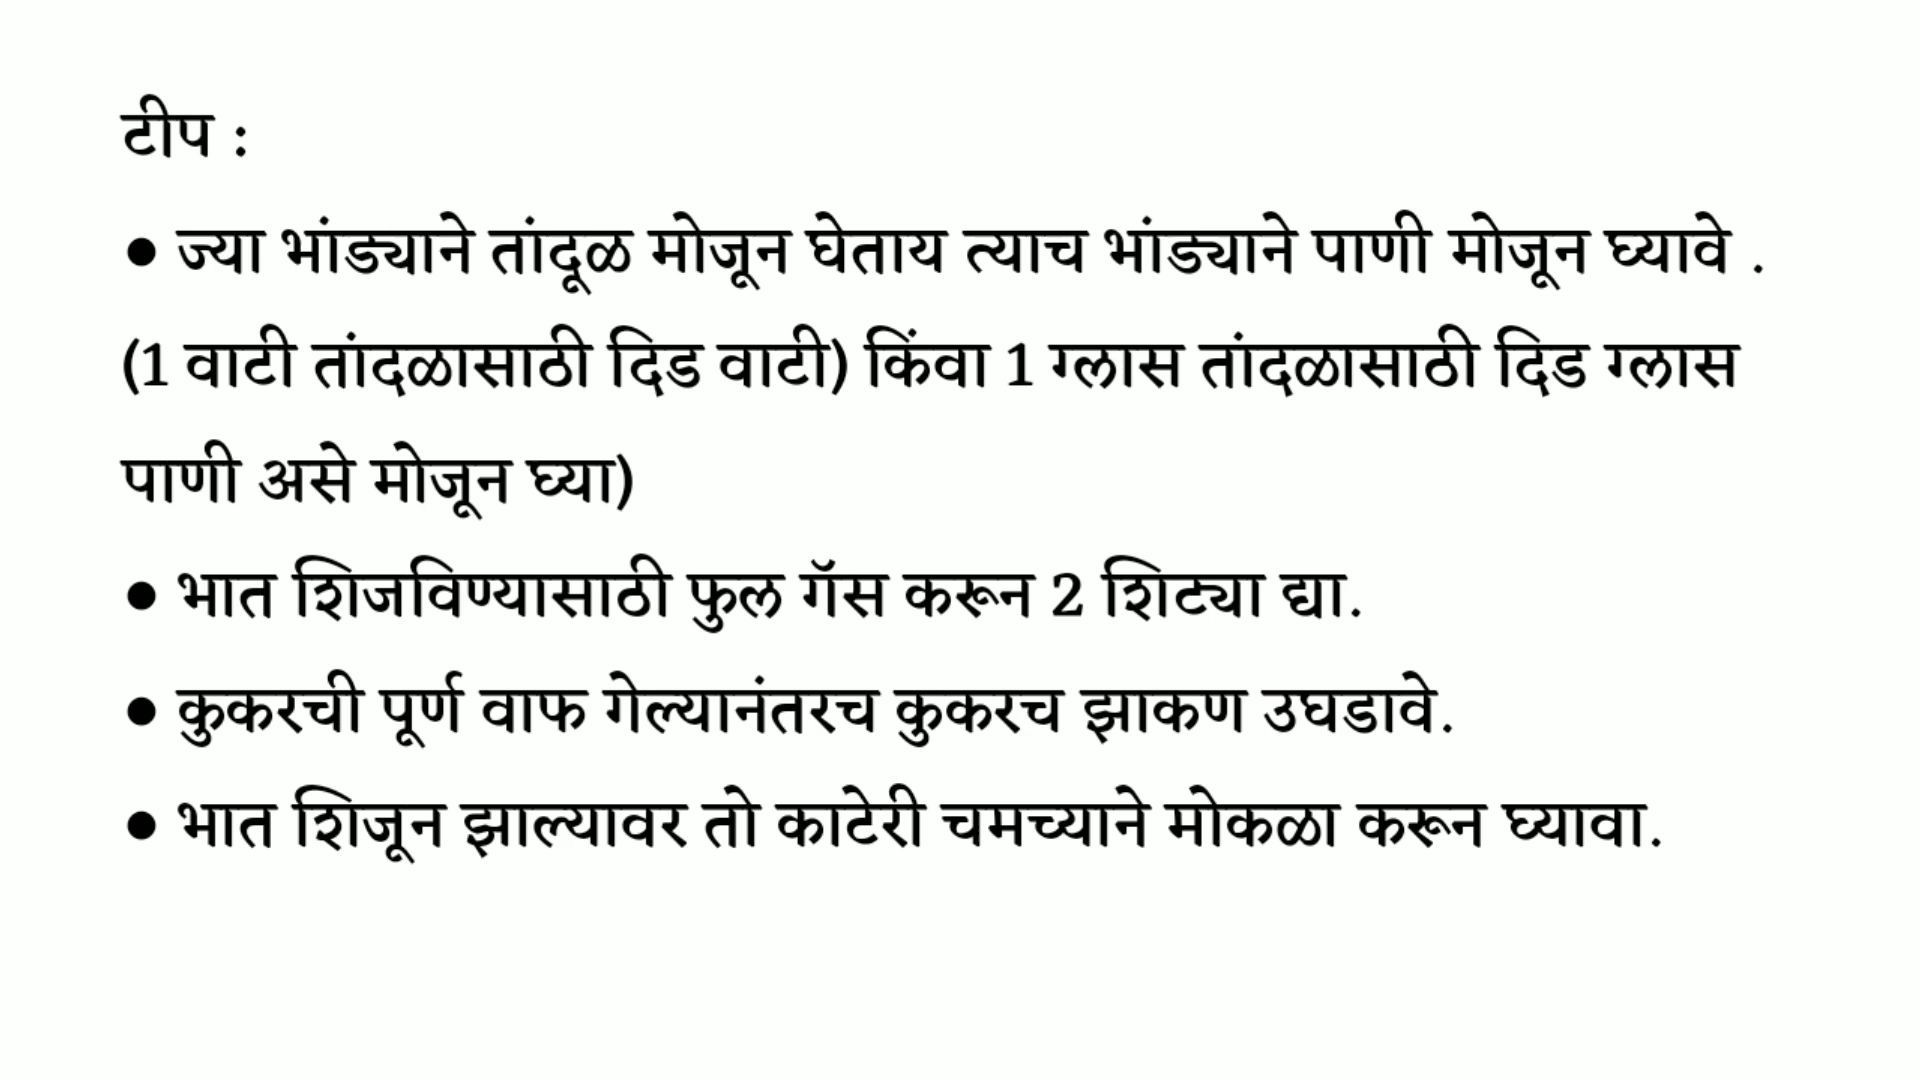 टीप :
● ज्या भांड्याने तांदूळ मोजून घेताय त्याच भांड्याने पाणी मोजून घ्यावे .
(1 वाटी तांदळासाठी दिड वाटी) किंवा 1 ग्लास तांदळासाठी दिड ग्लास
पाणी असे मोजून घ्या)
● भात शिजविण्यासाठी फुल गॅस करून 2 शिट्या द्या.
● कुकरची पूर्ण वाफ गेल्यानंतरच कुकरच झाकण उघडावे.
● भात शिजून झाल्यावर तो काटेरी चमच्याने मोकळा करून घ्यावा.